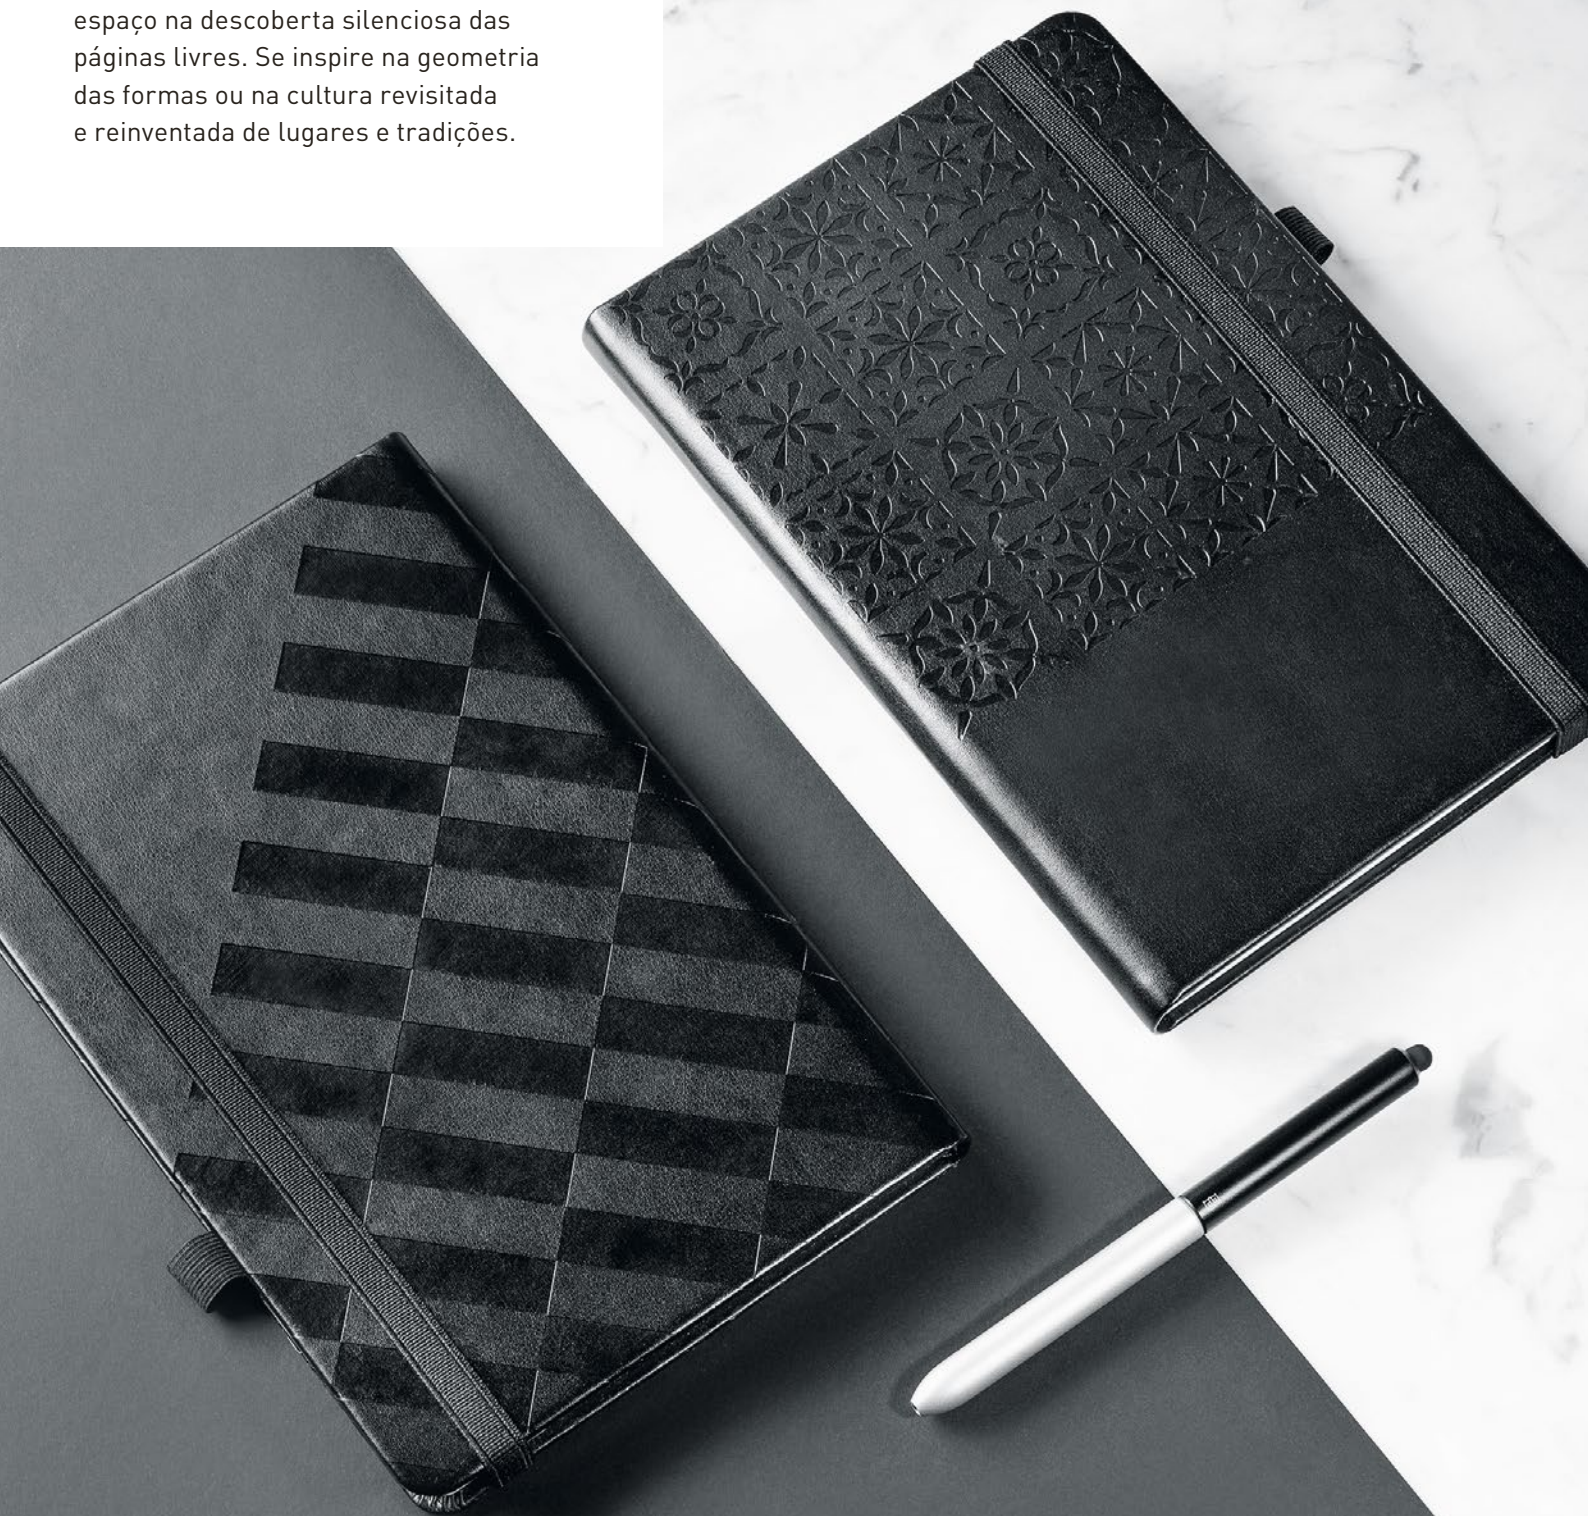 espaço na descoberta silenciosa das
páginas livres. Se inspire na geometria
das formas ou na cultura revisitada
e reinventada de lugares e tradições.